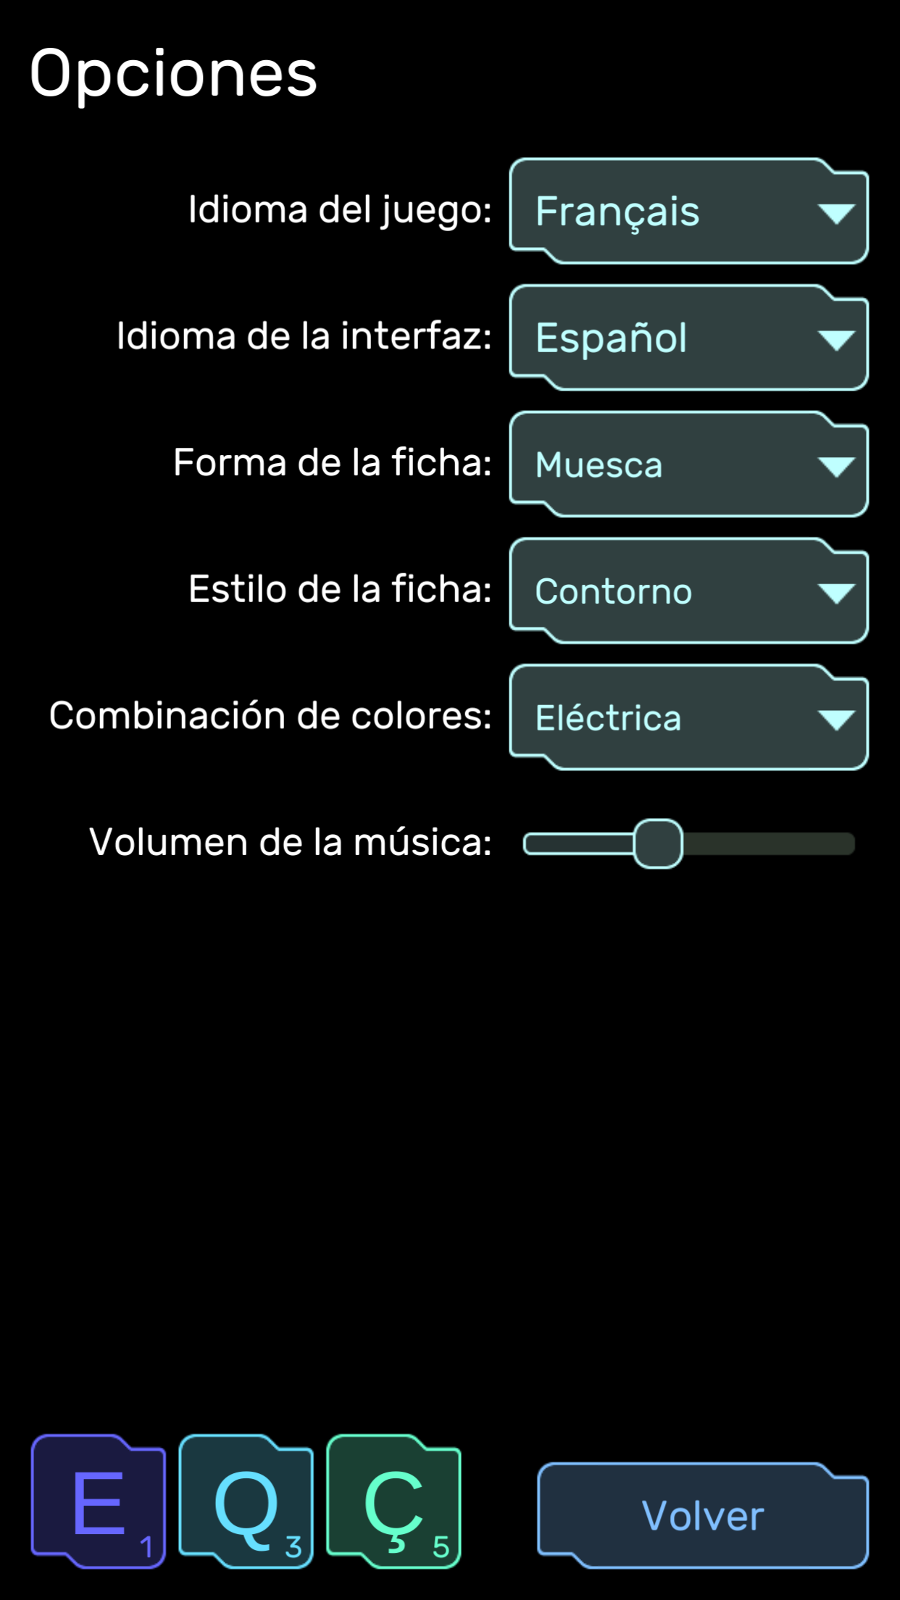 Opciones
Idioma del juego: Français
Idioma de la interfaz: Español
Forma de la ficha: Muesca
Estilo de la ficha: Contorno
Combinación de colores: Eléctrica
Volumen de la música:
E 1 Q 3 Ç 5 Volver